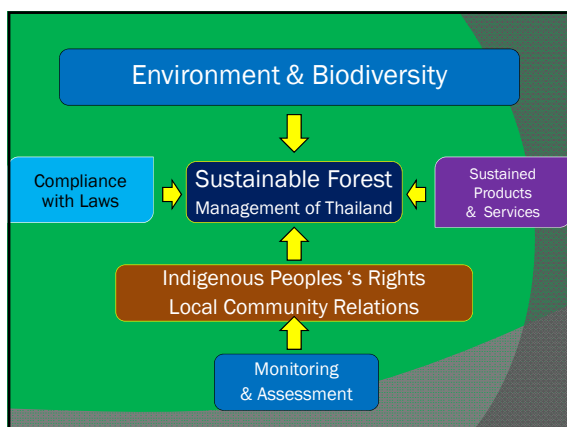 Environment & Biodiversity
Compliance
with Laws
Sustainable Forest
Management of Thailand
Sustained
Products
& Services
Indigenous Peoples 's Rights
Local Community Relations
Monitoring
& Assessment